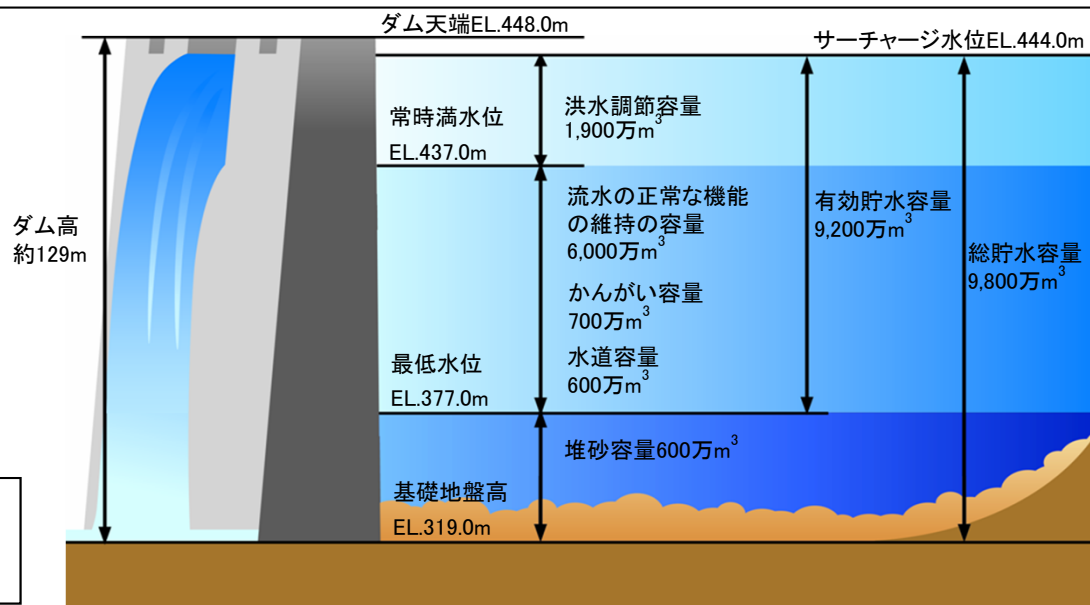 ダム天端EL.448.0m
サーチャージ水位EL.444.0m
常時満水位
EL.437.0m
洪水調節容量
1,900万m³
ダム高
約129m
流水の正常な機能
の維持の容量
6,000万m³
有効貯水容量
9,200万m³
総貯水容量
9,800万m³
かんがい容量
700万m³
最低水位
EL.377.0m
水道容量
600万m³
堆砂容量600万m³
基礎地盤高
EL.319.0m